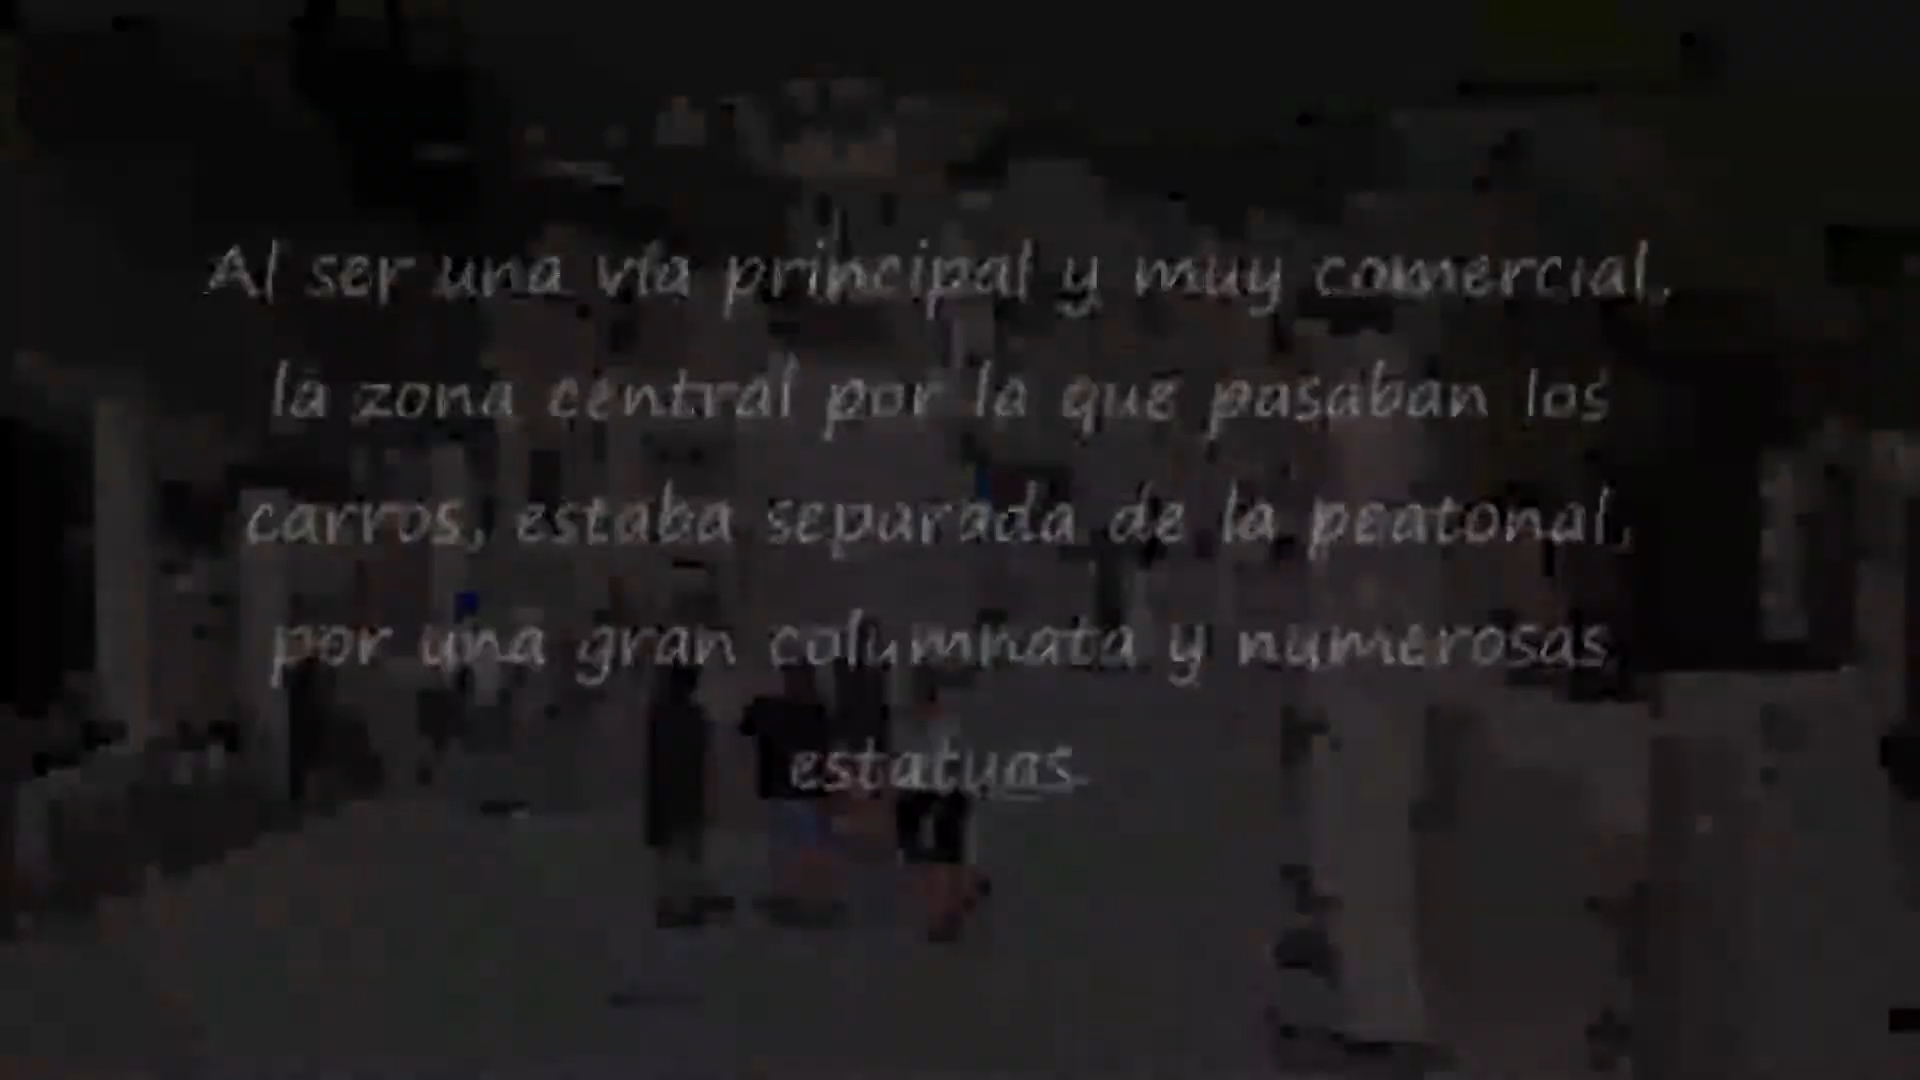 Al ser una vía principal y muy comercial,
la zona central por la que pasaban los
carros, estaba separada de la peatonal,
por una gran columnata y numerosas
estatuas